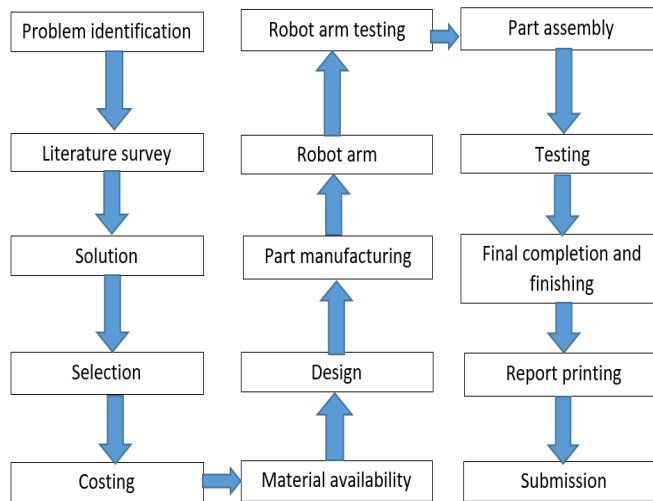 Problem identification
Literature survey
Solution
Selection
Costing
Material availability
Design
Part manufacturing
Robot arm
Robot arm testing
Part assembly
Testing
Final completion and
finishing
Report printing
Submission